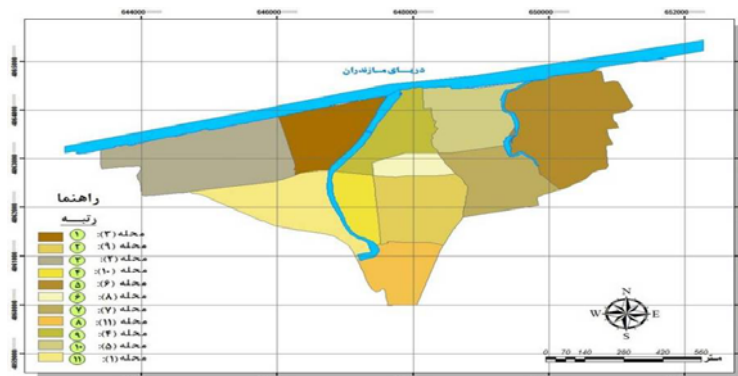 644000 646000 648000 650000 652000
دریای مازندران
راهنما
رتبه
۱ محله (۳):
۲ محله (۹):
۳ محله (۲):
۴ محله (۱۰):
۵ محله (۶):
۶ محله (۸):
۷ محله (۷):
۸ محله (۱۱):
۹ محله (۴):
۱۰ محله (۵):
۱۱ محله (۱):
N
W E
S
0 70 140 280 420 560
متر